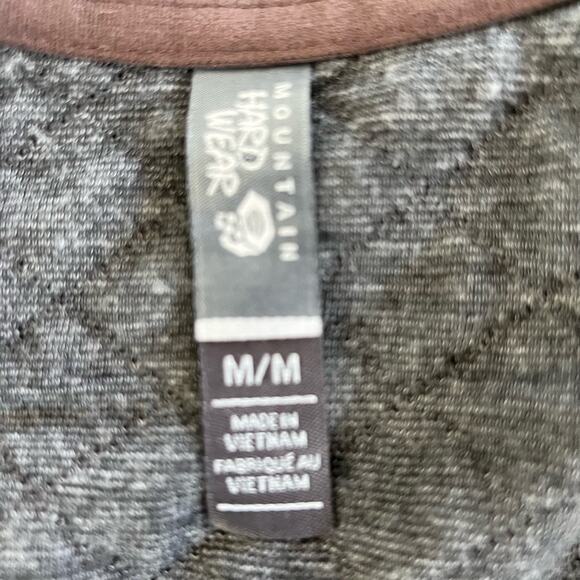 MOUNTAIN
HARD
WEAR
M/M
MADE IN
VIETNAM
FABRIQUÉ AU
VIETNAM